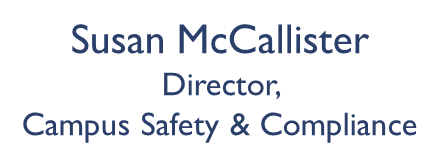 Susan McCallister
Director,
Campus Safety & Compliance